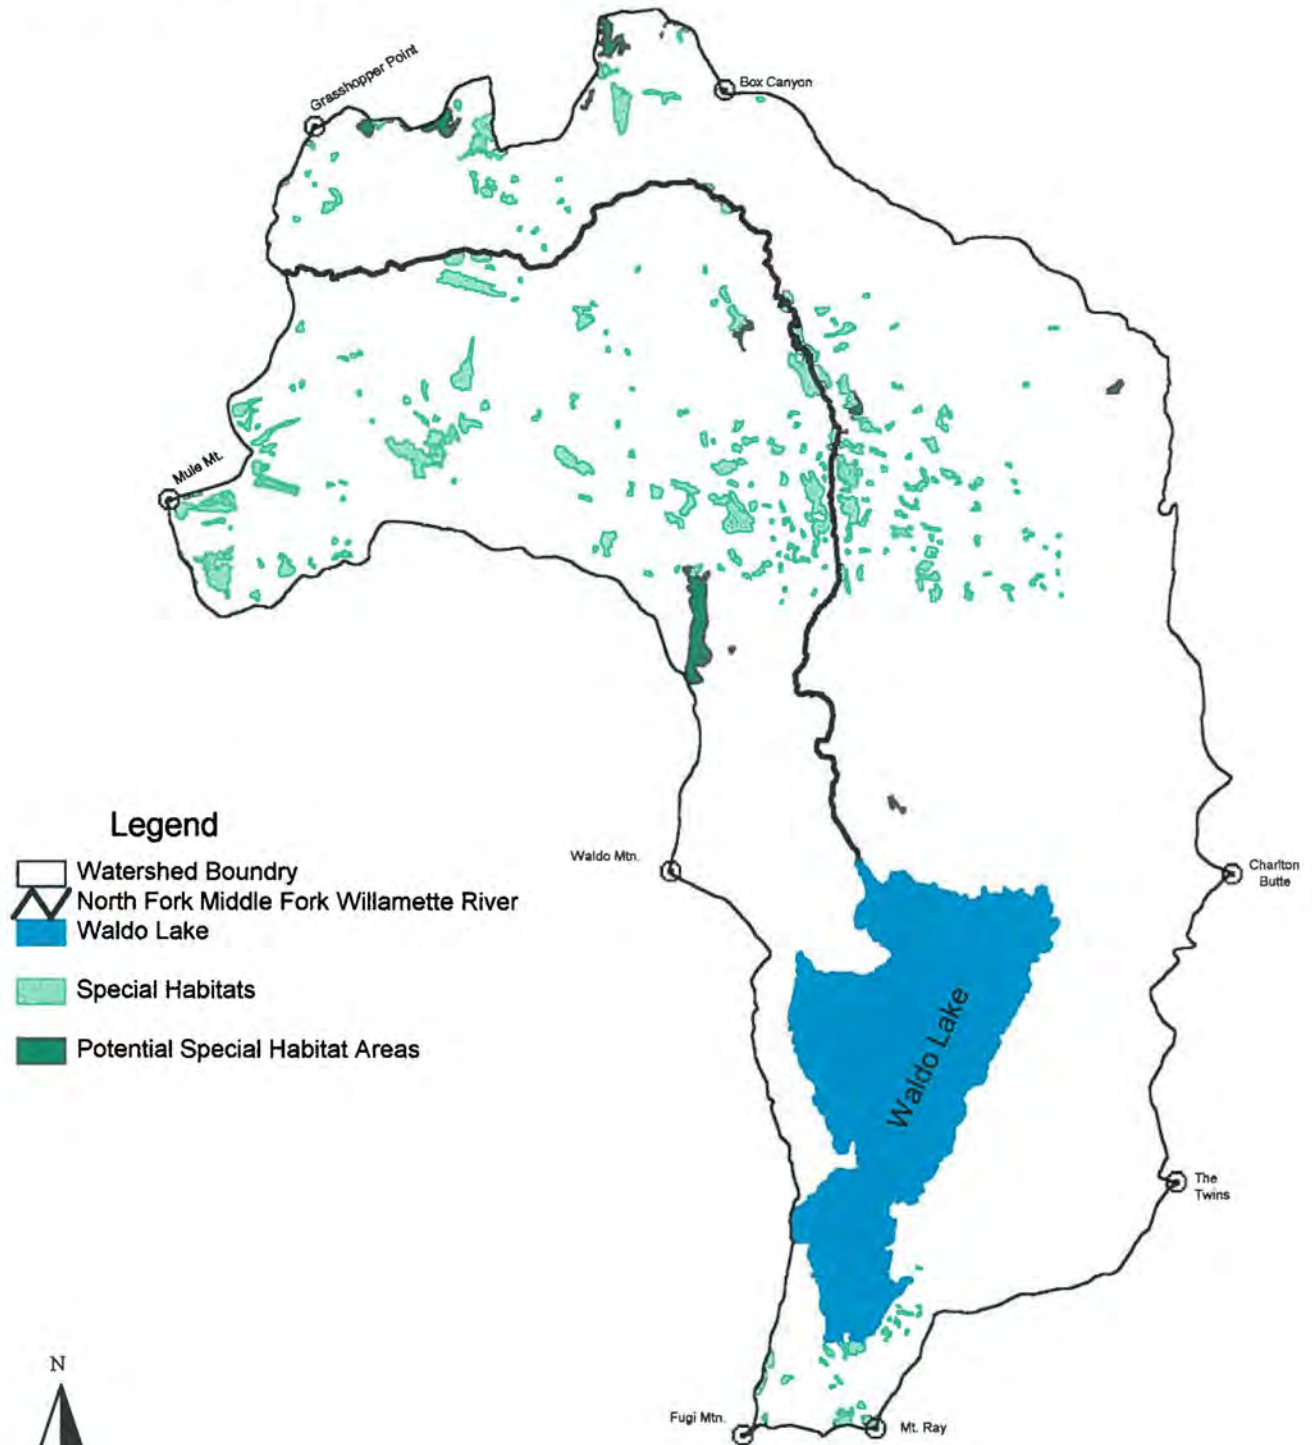 Grasshopper Point
Box Canyon
Mule Mt.
Legend
Watershed Boundry
North Fork Middle Fork Willamette River
Waldo Lake
Special Habitats
Potential Special Habitat Areas
Waldo Mtn.
Charlton
Butte
Waldo Lake
The
Twins
N
Fugi Mtn.
Mt. Ray